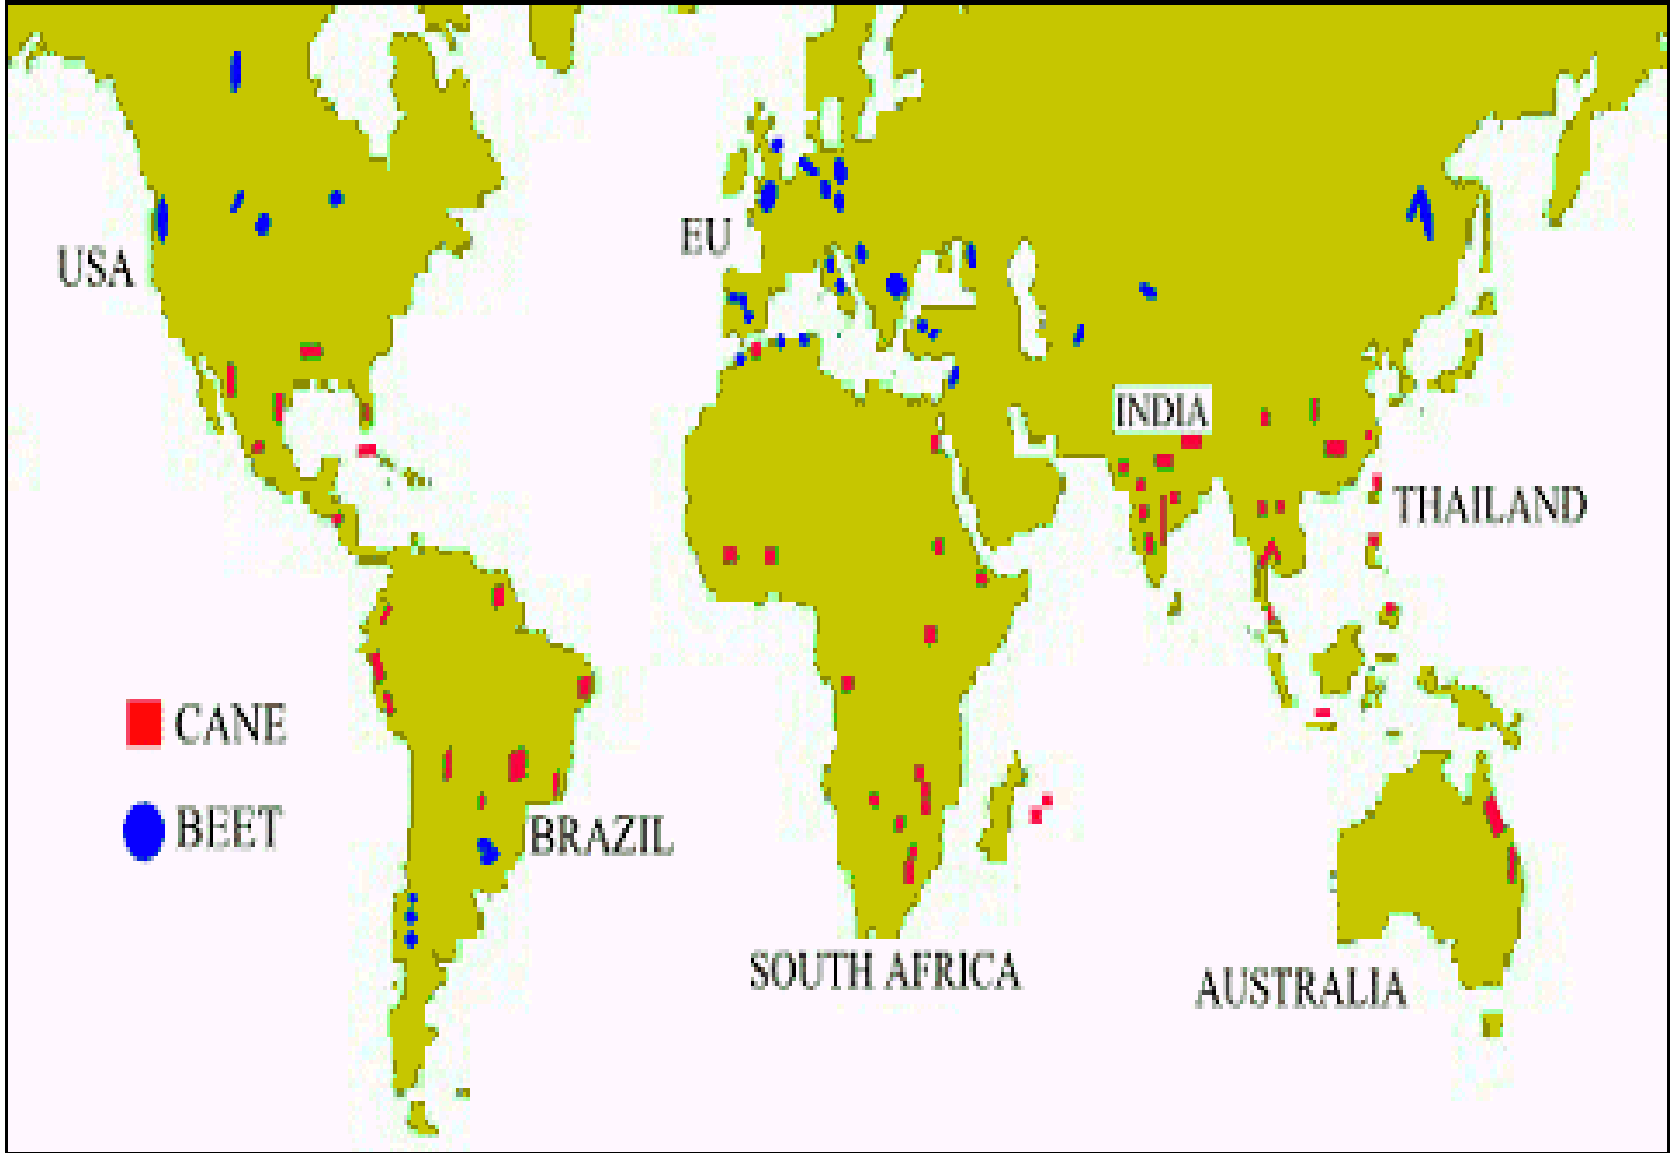 EU
USA
INDIA
THAILAND
CANE
BEET
BRAZIL
SOUTH AFRICA
AUSTRALIA